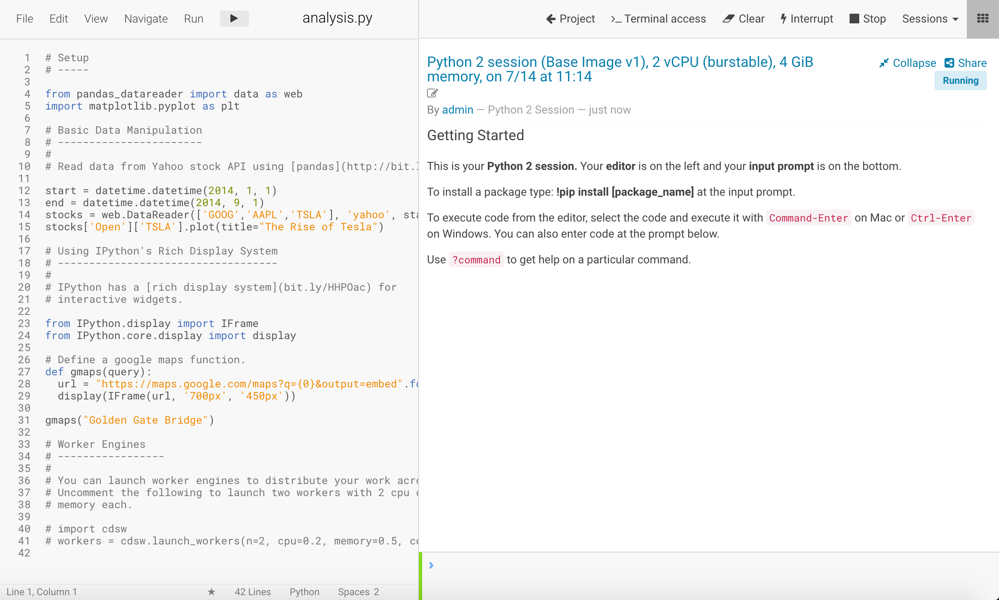 File Edit View Navigate Run analysis.py
1 # Setup
2 # -----
3
4 from pandas_datareader import data as web
5 import matplotlib.pyplot as plt
6
7 # Basic Data Manipulation
8 # -----------------------
9 #
10 # Read data from Yahoo stock API using [pandas](http://bit.
11
12 start = datetime.datetime(2014, 1, 1)
13 end = datetime.datetime(2014, 9, 1)
14 stocks = web.DataReader(['GOOG','AAPL','TSLA'], 'yahoo', sta
15 stocks['Open']['TSLA'].plot(title="The Rise of Tesla")
16
17 # Using IPython's Rich Display System
18 # -----------------------------------
19 #
20 # IPython has a [rich display system](bit.ly/HHPOac) for
21 # interactive widgets.
22
23 from IPython.display import IFrame
24 from IPython.core.display import display
25
26 # Define a google maps function.
27 def gmaps(query):
28   url = "https://maps.google.com/maps?q={0}&output=embed".fo
29   display(IFrame(url, '700px', '450px'))
30
31 gmaps("Golden Gate Bridge")
32
33 # Worker Engines
34 # -----------------
35 #
36 # You can launch worker engines to distribute your work acro
37 # Uncomment the following to launch two workers with 2 cpu c
38 # memory each.
39
40 # import cdsw
41 # workers = cdsw.launch_workers(n=2, cpu=0.2, memory=0.5, co
42
Line 1, Column 1 ★ 42 Lines Python Spaces 2
Project >_ Terminal access Clear Interrupt Stop Sessions
Python 2 session (Base Image v1), 2 vCPU (burstable), 4 GiB
memory, on 7/14 at 11:14
Collapse Share
Running
By admin — Python 2 Session — just now
Getting Started
This is your Python 2 session. Your editor is on the left and your input prompt is on the bottom.
To install a package type: !pip install [package_name] at the input prompt.
To execute code from the editor, select the code and execute it with Command-Enter on Mac or Ctrl-Enter
on Windows. You can also enter code at the prompt below.
Use ?command to get help on a particular command.